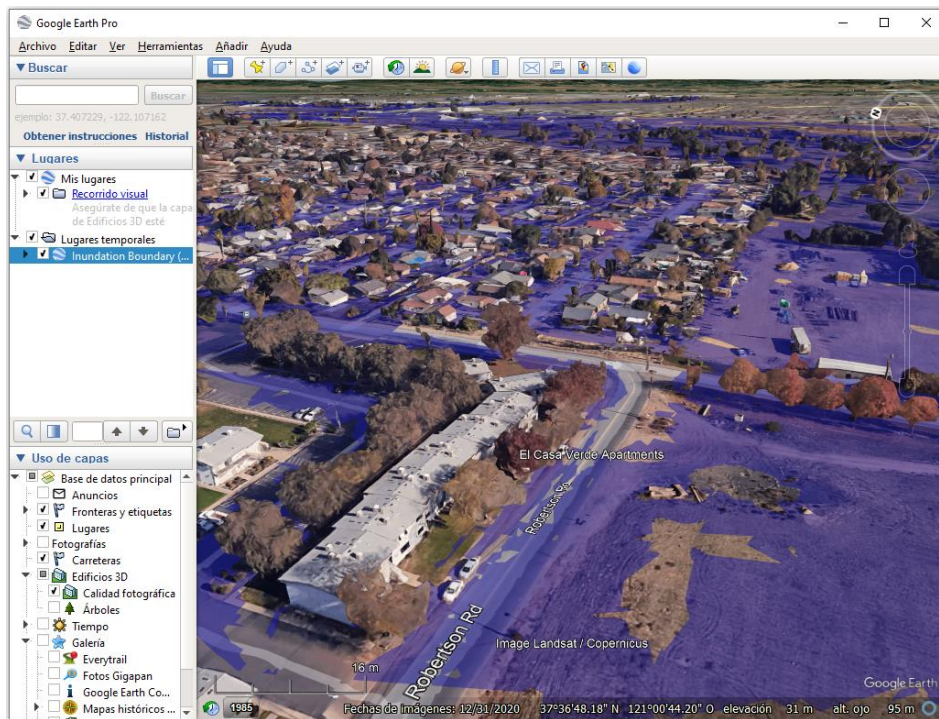 Google Earth Pro
Archivo Editar Ver Herramientas Añadir Ayuda
Buscar
Buscar
ejemplo: 37.407229, -122.107162
Obtener instrucciones Historial
Lugares
Mis lugares
Recorrido visual
Asegúrate de que la capa
de Edificios 3D esté
Lugares temporales
Inundation Boundary (...
Uso de capas
Base de datos principal
Anuncios
Fronteras y etiquetas
Lugares
Fotografías
Carreteras
Edificios 3D
Calidad fotográfica
Árboles
Tiempo
Galería
Everytrail
Fotos Gigapan
Google Earth Co...
Mapas históricos ...
N
El Casa Verde Apartments
Robertson Rd
Robertson Rd
Image Landsat / Copernicus
16 m
Google Earth
1985
Fechas de imágenes: 12/31/2020 37°36'48.18" N 121°00'44.20" O elevación 31 m alt. ojo 95 m